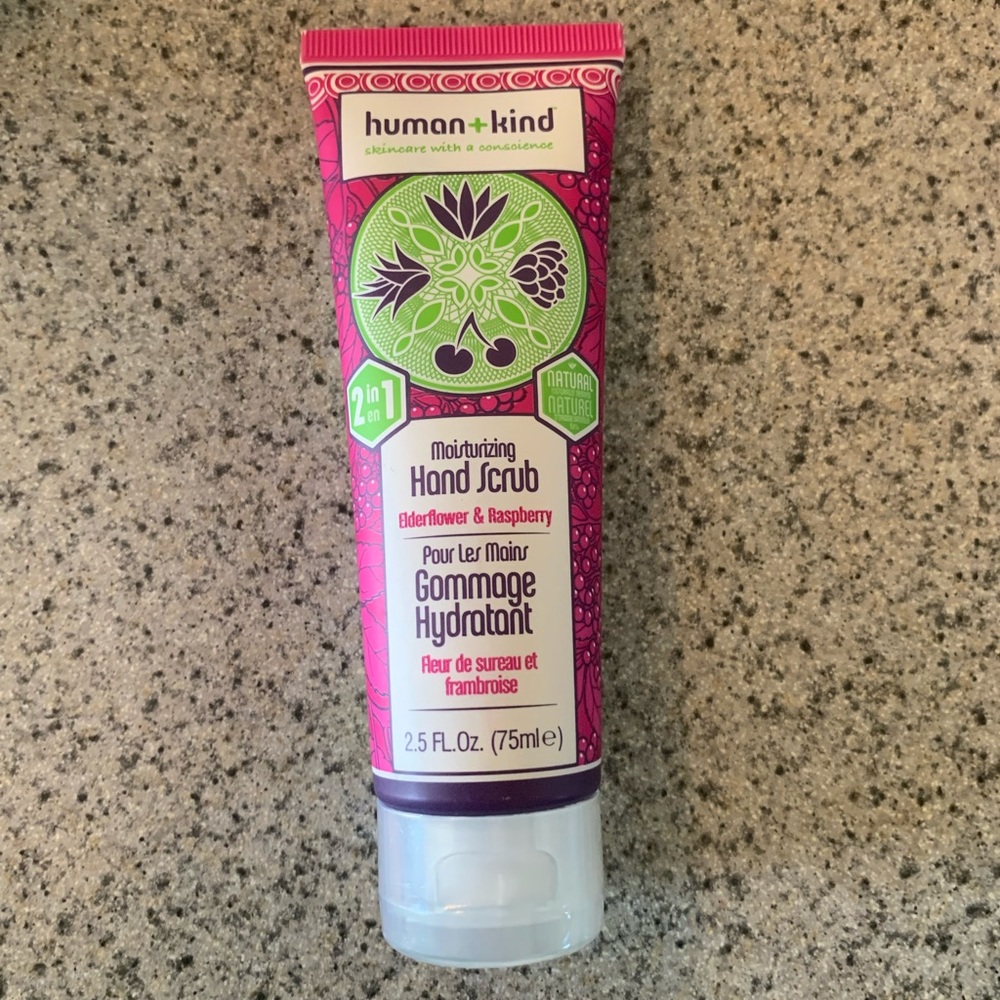 human+kind
skincare with a conscience
2 in 1
en
NATURAL
NATUREL
Moisturizing
Hand Scrub
Elderflower & Raspberry
Pour Les Mains
Gommage
Hydratant
Fleur de sureau et
framboise
2.5 FL.Oz. (75ml℮)